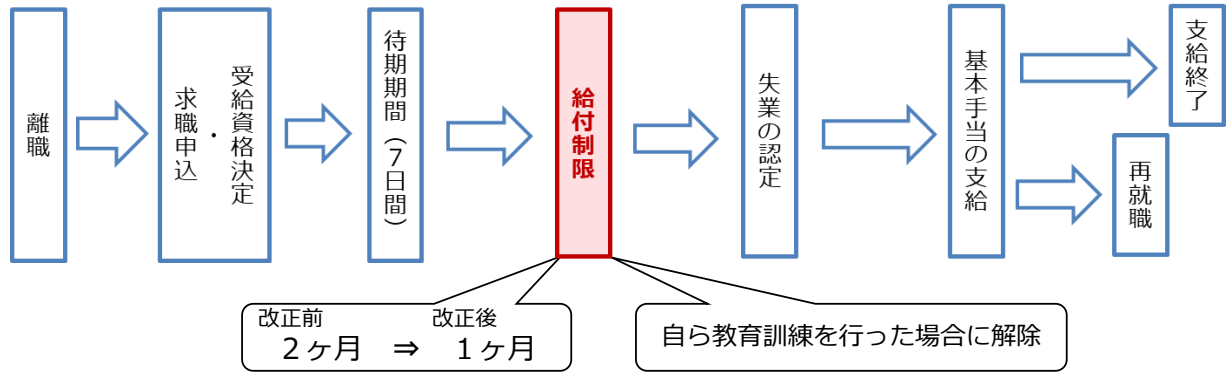 離職
受給資格決定
・
求職申込
待期期間（７日間）
給付制限
失業の認定
基本手当の支給
支給終了
再就職
改正前 改正後
２ヶ月 ⇒ １ヶ月
自ら教育訓練を行った場合に解除